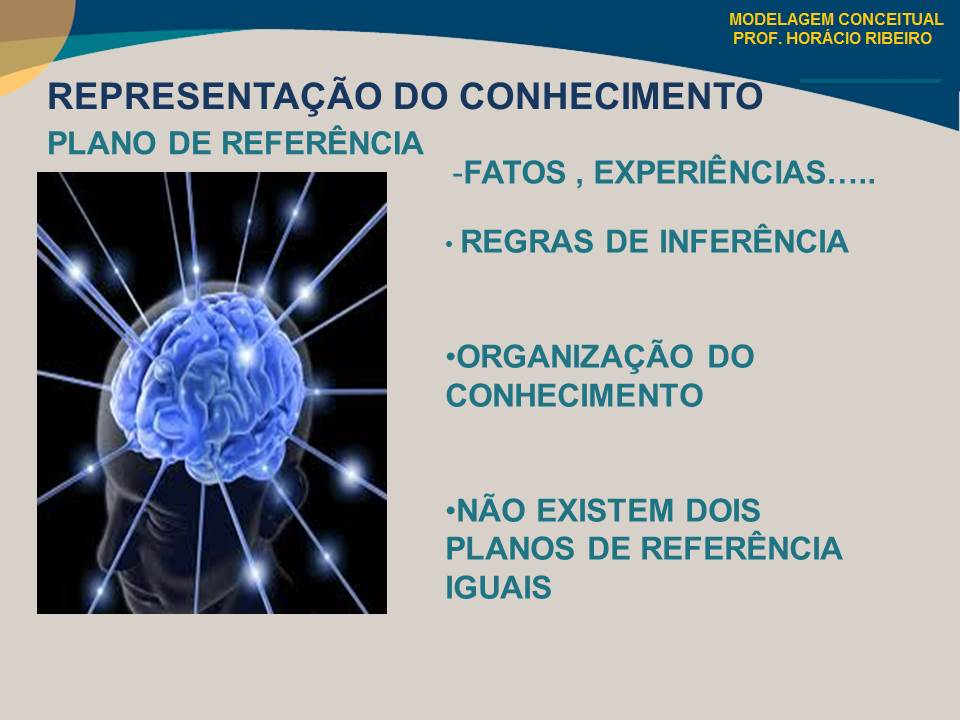 MODELAGEM CONCEITUAL
PROF. HORÁCIO RIBEIRO
REPRESENTAÇÃO DO CONHECIMENTO
PLANO DE REFERÊNCIA
-FATOS , EXPERIÊNCIAS…..
• REGRAS DE INFERÊNCIA
•ORGANIZAÇÃO DO
CONHECIMENTO
•NÃO EXISTEM DOIS
PLANOS DE REFERÊNCIA
IGUAIS